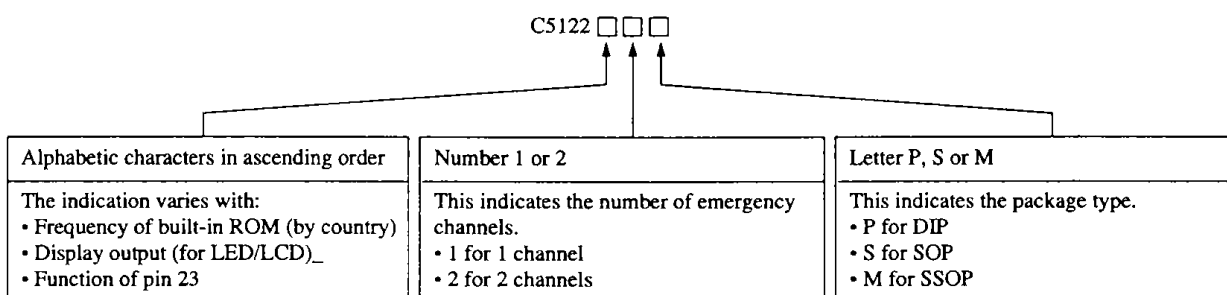 C5122 □ □ □
Alphabetic characters in ascending order
The indication varies with:
• Frequency of built-in ROM (by country)
• Display output (for LED/LCD)_
• Function of pin 23
Number 1 or 2
This indicates the number of emergency
channels.
• 1 for 1 channel
• 2 for 2 channels
Letter P, S or M
This indicates the package type.
• P for DIP
• S for SOP
• M for SSOP